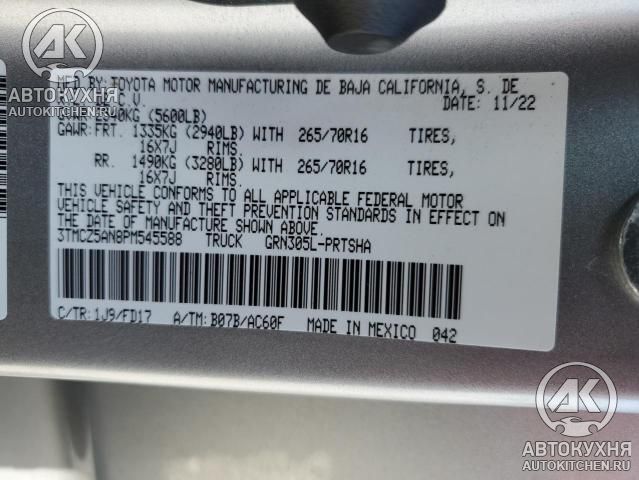 АВТОКУХНЯ
AUTOKITCHEN.RU
BY: TOYOTA MOTOR MANUFACTURING DE BAJA CALIFORNIA, S. DE
C.V. DATE: 11/22
(5600LB)
GAWR: FRT. 1335KG (2940LB) WITH 265/70R16 TIRES,
16X7J RIMS
RR. 1490KG (3280LB) WITH 265/70R16 TIRES,
16X7J RIMS
THIS VEHICLE CONFORMS TO ALL APPLICABLE FEDERAL MOTOR
VEHICLE SAFETY AND THEFT PREVENTION STANDARDS IN EFFECT ON
THE DATE OF MANUFACTURE SHOWN ABOVE.
3TMCZ5AN8PM545588 TRUCK GRN305L-PRTSHA
C/TR: 1J9/FD17 A/TM: B07B/AC60F MADE IN MEXICO 042
АК
АВТОКУХНЯ
AUTOKITCHEN.RU